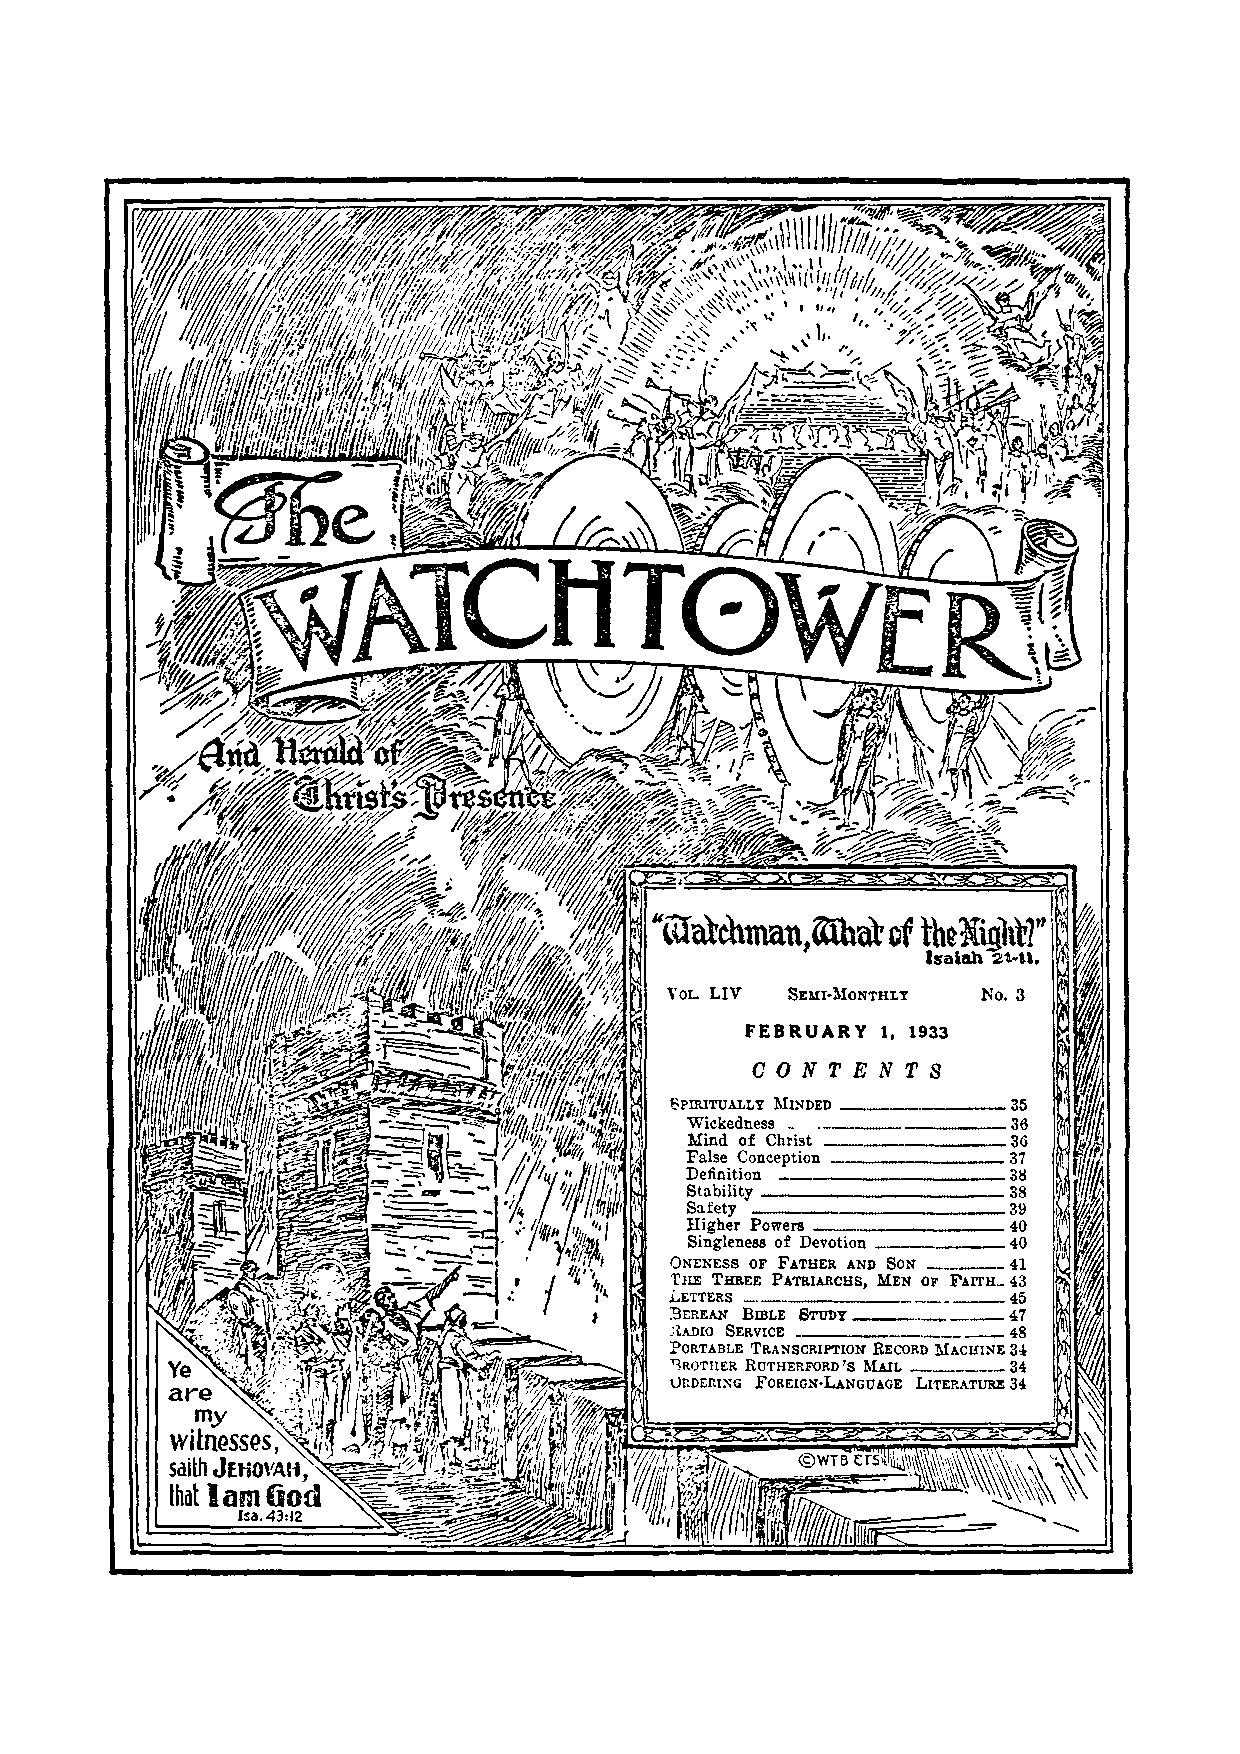 The
WATCHTOWER
And Herald of
Christ's Presence
"Watchman, What of the Night?"
Isaiah 21-11.
VOL. LIV SEMI-MONTHLY No. 3
FEBRUARY 1, 1933
CONTENTS
SPIRITUALLY MINDED 35
Wickedness 36
Mind of Christ 36
False Conception 37
Definition 38
Stability 38
Safety 39
Higher Powers 40
Singleness of Devotion 40
ONENESS OF FATHER AND SON 41
THE THREE PATRIARCHS, MEN OF FAITH 43
LETTERS 45
BEREAN BIBLE STUDY 47
RADIO SERVICE 48
PORTABLE TRANSCRIPTION RECORD MACHINE 34
BROTHER RUTHERFORD'S MAIL 34
ORDERING FOREIGN-LANGUAGE LITERATURE 34
©WTB &TS
Ye
are
my
witnesses,
saith JEHOVAH,
that I am God
Isa. 43:12